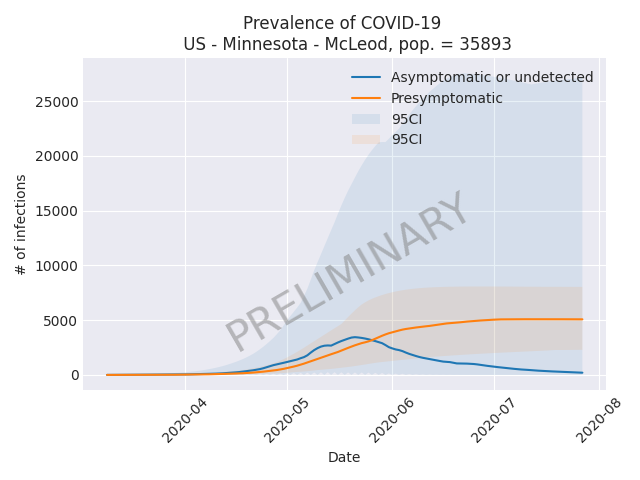 Prevalence of COVID-19
US - Minnesota - McLeod, pop. = 35893
Asymptomatic or undetected
Presymptomatic
95CI
95CI
25000
20000
15000
10000
5000
0
# of infections
PRELIMINARY
2020-04
2020-05
2020-06
2020-07
2020-08
Date